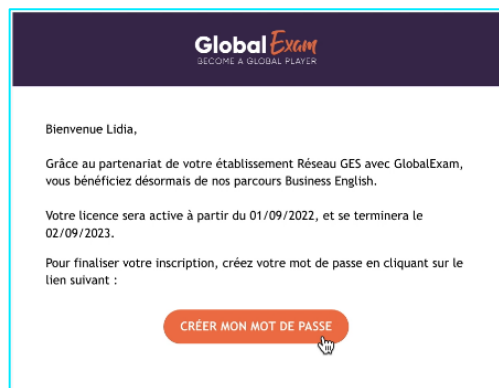 Global Exam
BECOME A GLOBAL PLAYER
Bienvenue Lidia,
Grâce au partenariat de votre établissement Réseau GES avec GlobalExam,
vous bénéficiez désormais de nos parcours Business English.
Votre licence sera active à partir du 01/09/2022, et se terminera le
02/09/2023.
Pour finaliser votre inscription, créez votre mot de passe en cliquant sur le
lien suivant :
CRÉER MON MOT DE PASSE